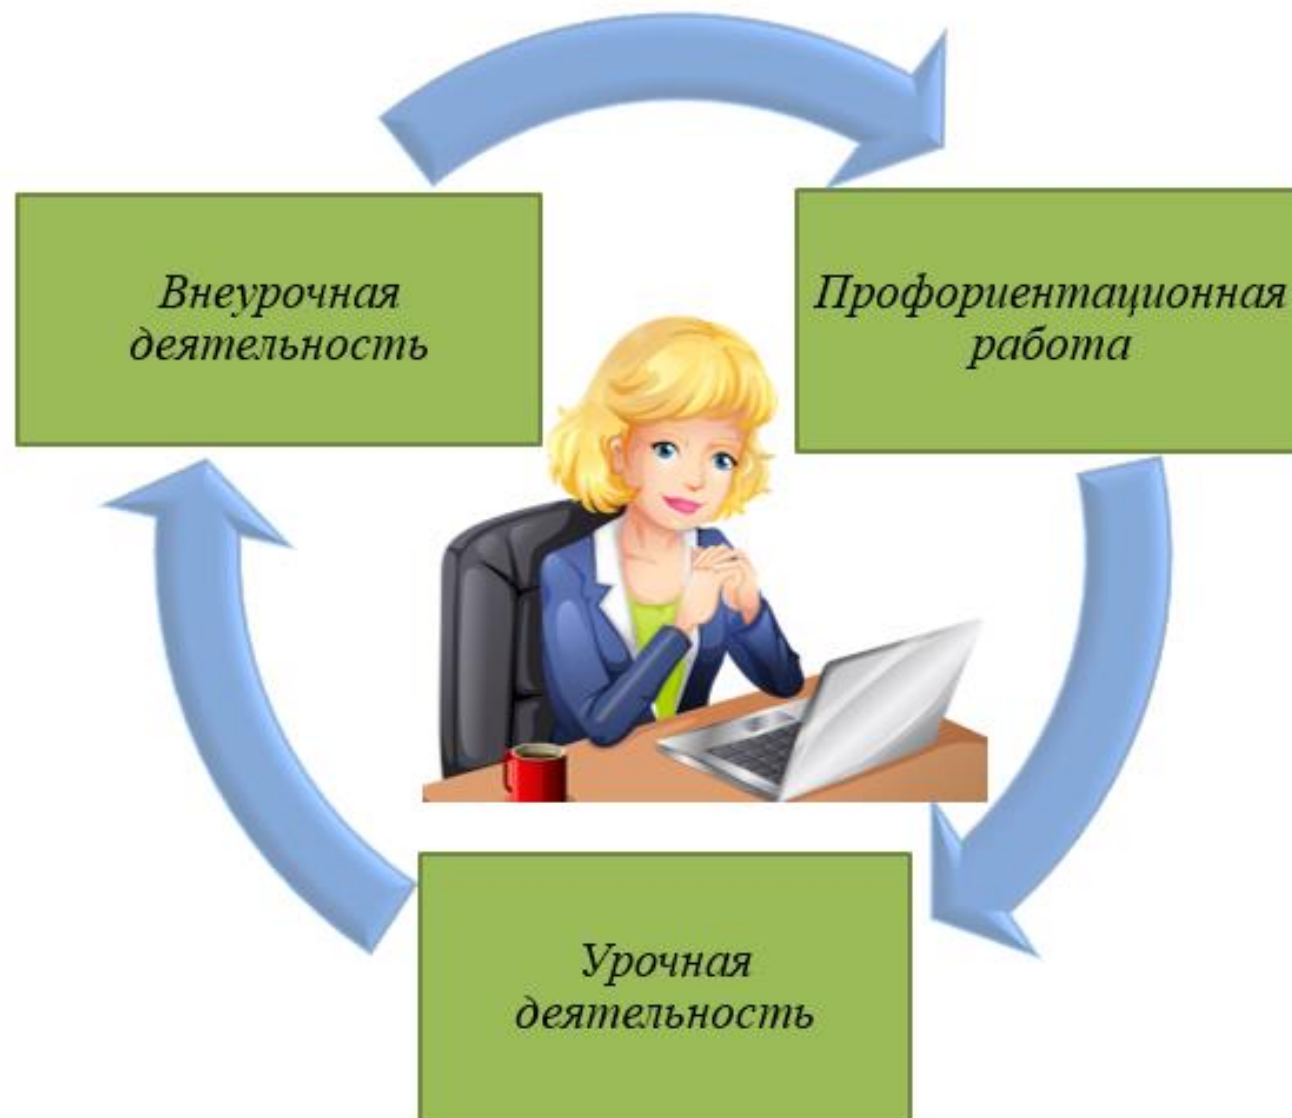 Внеурочная
деятельность
Профориентационная
работа
Урочная
деятельность